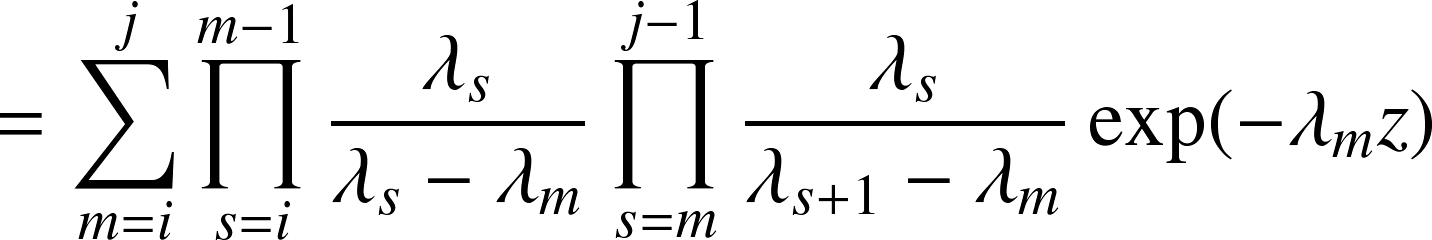 $= \sum_{m=i}^{j} \prod_{s=i}^{m-1} \frac{\lambda_s}{\lambda_s - \lambda_m} \prod_{s=m}^{j-1} \frac{\lambda_s}{\lambda_{s+1} - \lambda_m} \exp(-\lambda_m z)$